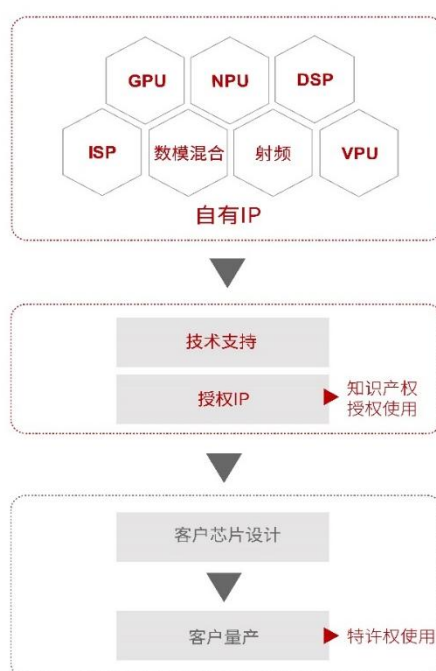 GPU
NPU
DSP
ISP
数模混合
射频
VPU
自有IP
技术支持
授权IP
知识产权
授权使用
客户芯片设计
客户量产
特许权使用